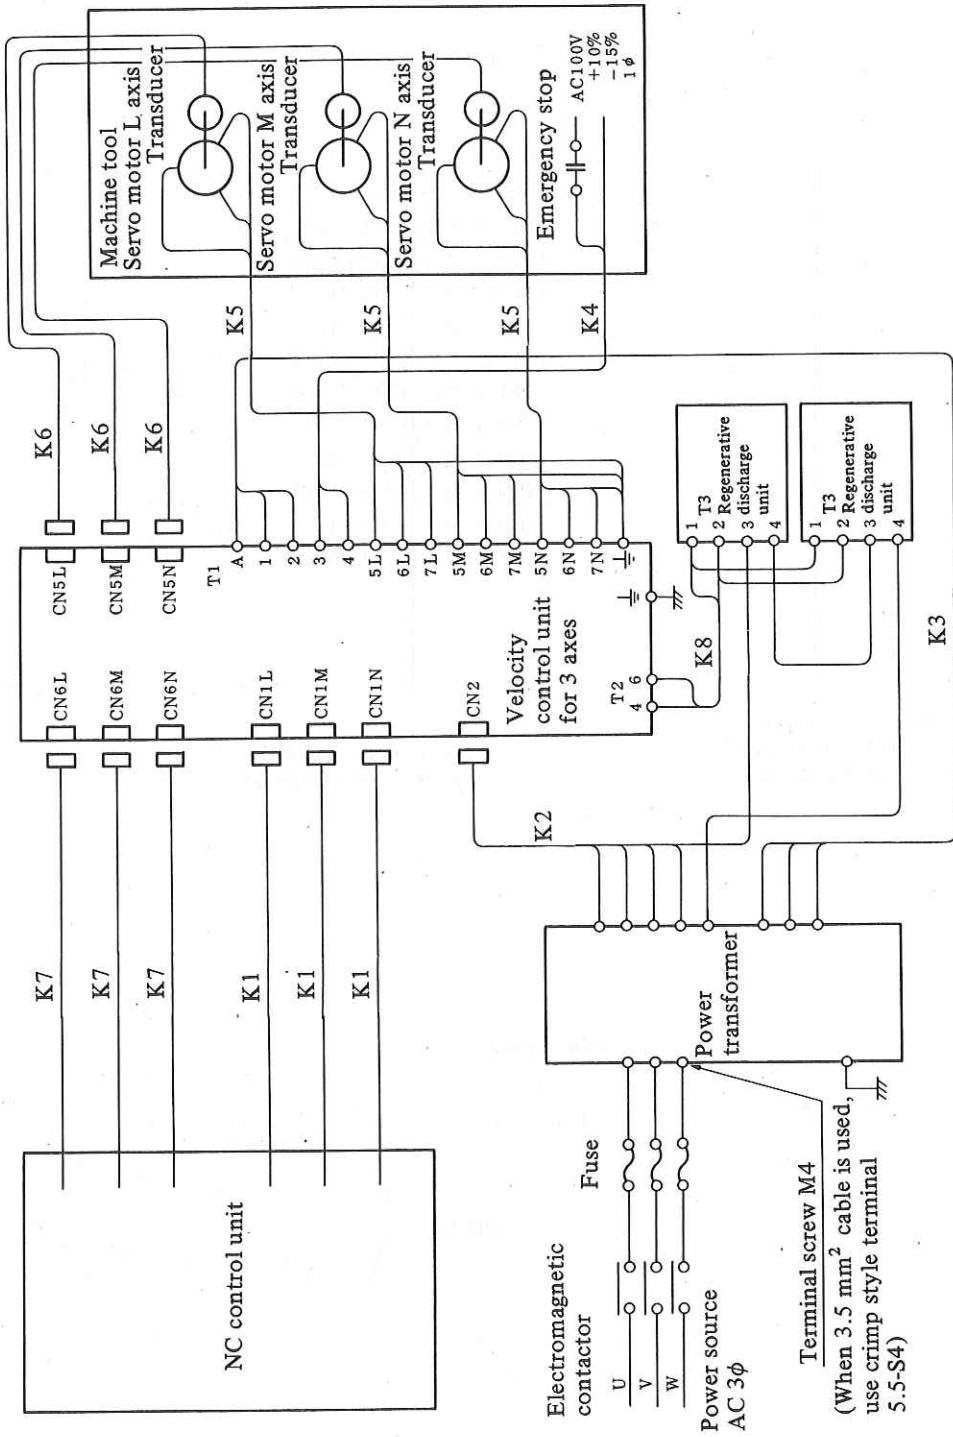 NC control unit
K7
K7
K7
K1
K1
K1
CN6L
CN6M
CN6N
CN1L
CN1M
CN1N
CN2
Velocity
control unit
for 3 axes
CN5L
CN5M
CN5N
T1
A
1
2
3
4
5L
6L
7L
5M
6M
7M
5N
6N
7N
T2
4
6
K6
K6
K6
K5
K5
K5
K4
Machine tool
Servo motor L axis
Transducer
Servo motor M axis
Transducer
Servo motor N axis
Transducer
Emergency stop
AC100V
+10%
−15%
1ϕ
K2
K8
K3
1
2
3
4
T3
Regenerative
discharge
unit
1
2
3
4
T3
Regenerative
discharge
unit
Electromagnetic
contactor
Fuse
U
V
W
Power source
AC 3ϕ
Power
transformer
Terminal screw M4
(When 3.5 mm² cable is used,
use crimp style terminal
5.5-S4)